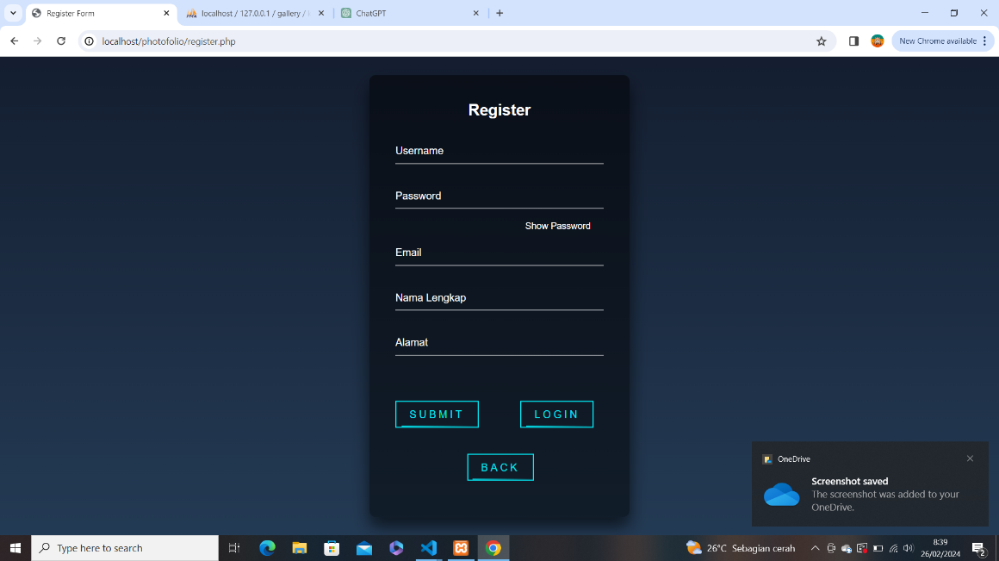 Register Form
localhost / 127.0.0.1 / gallery /
ChatGPT
localhost/photofolio/register.php
New Chrome available
Register
Username
Password
Show Password
Email
Nama Lengkap
Alamat
SUBMIT
LOGIN
BACK
OneDrive
Screenshot saved
The screenshot was added to your
OneDrive.
Type here to search
26°C Sebagian cerah
8:39
26/02/2024
2